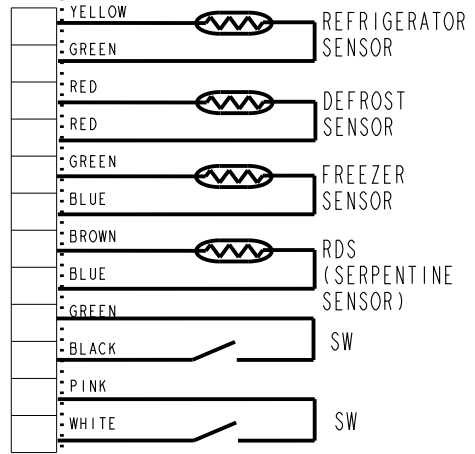 YELLOW
REFRIGERATOR
SENSOR
GREEN
RED
DEFROST
SENSOR
RED
GREEN
FREEZER
SENSOR
BLUE
BROWN
RDS
(SERPENTINE
SENSOR)
BLUE
GREEN
SW
BLACK
PINK
SW
WHITE